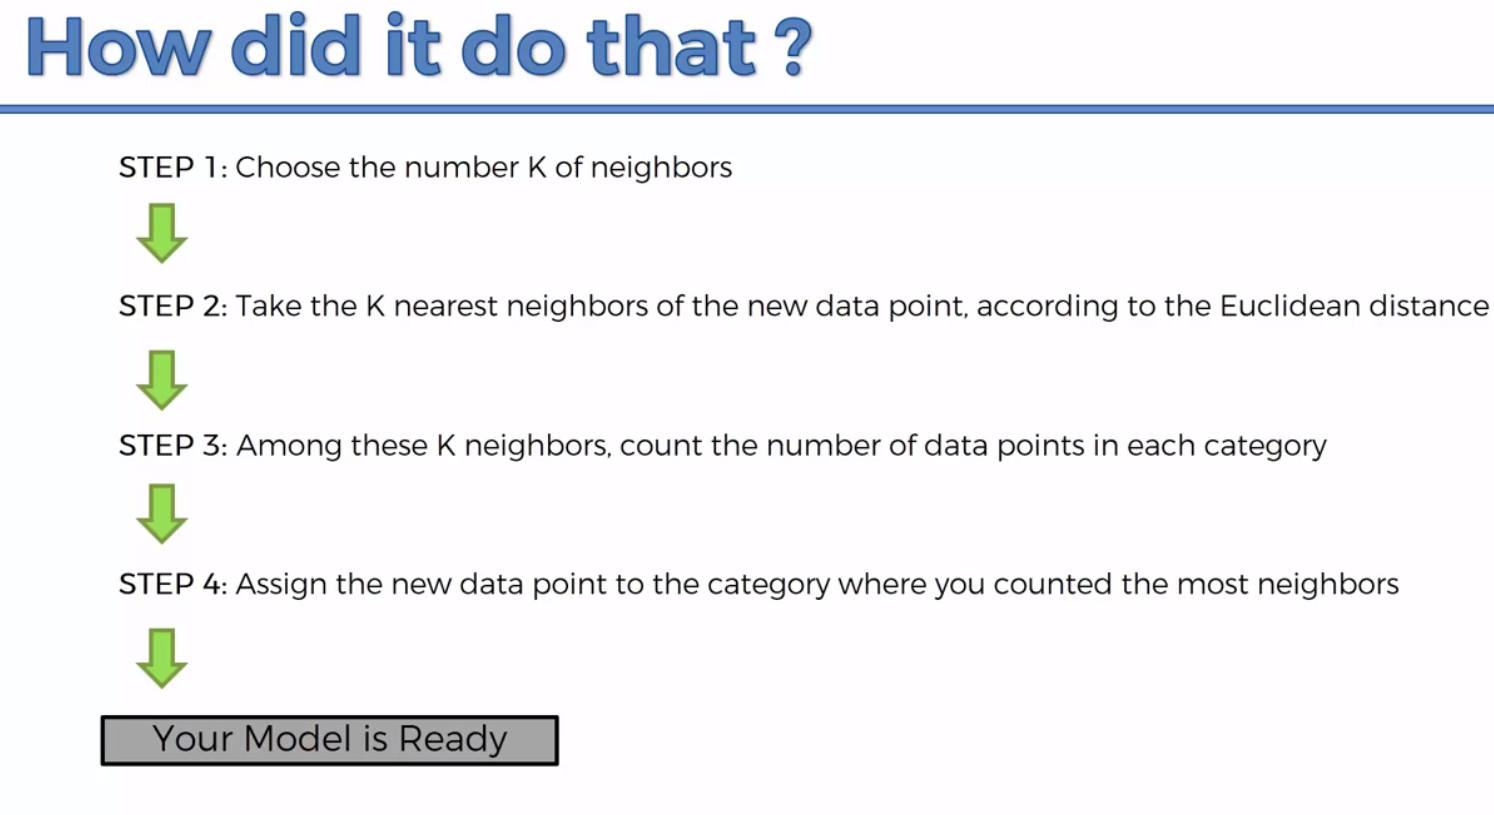 How did it do that ?
STEP 1: Choose the number K of neighbors
STEP 2: Take the K nearest neighbors of the new data point, according to the Euclidean distance
STEP 3: Among these K neighbors, count the number of data points in each category
STEP 4: Assign the new data point to the category where you counted the most neighbors
Your Model is Ready